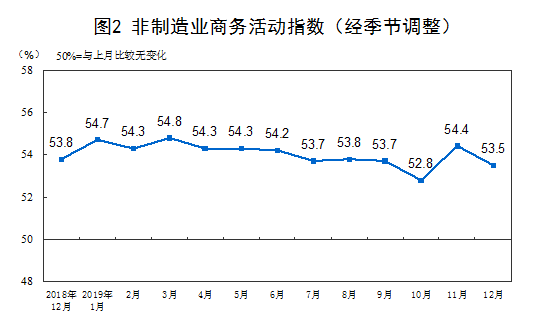 图2 非制造业商务活动指数（经季节调整）
（%）
50%=与上月比较无变化
58
56
54
52
50
48
53.8
54.7
54.3
54.8
54.3
54.3
54.2
53.7
53.8
53.7
52.8
54.4
53.5
2018年
12月
2019年
1月
2月
3月
4月
5月
6月
7月
8月
9月
10月
11月
12月